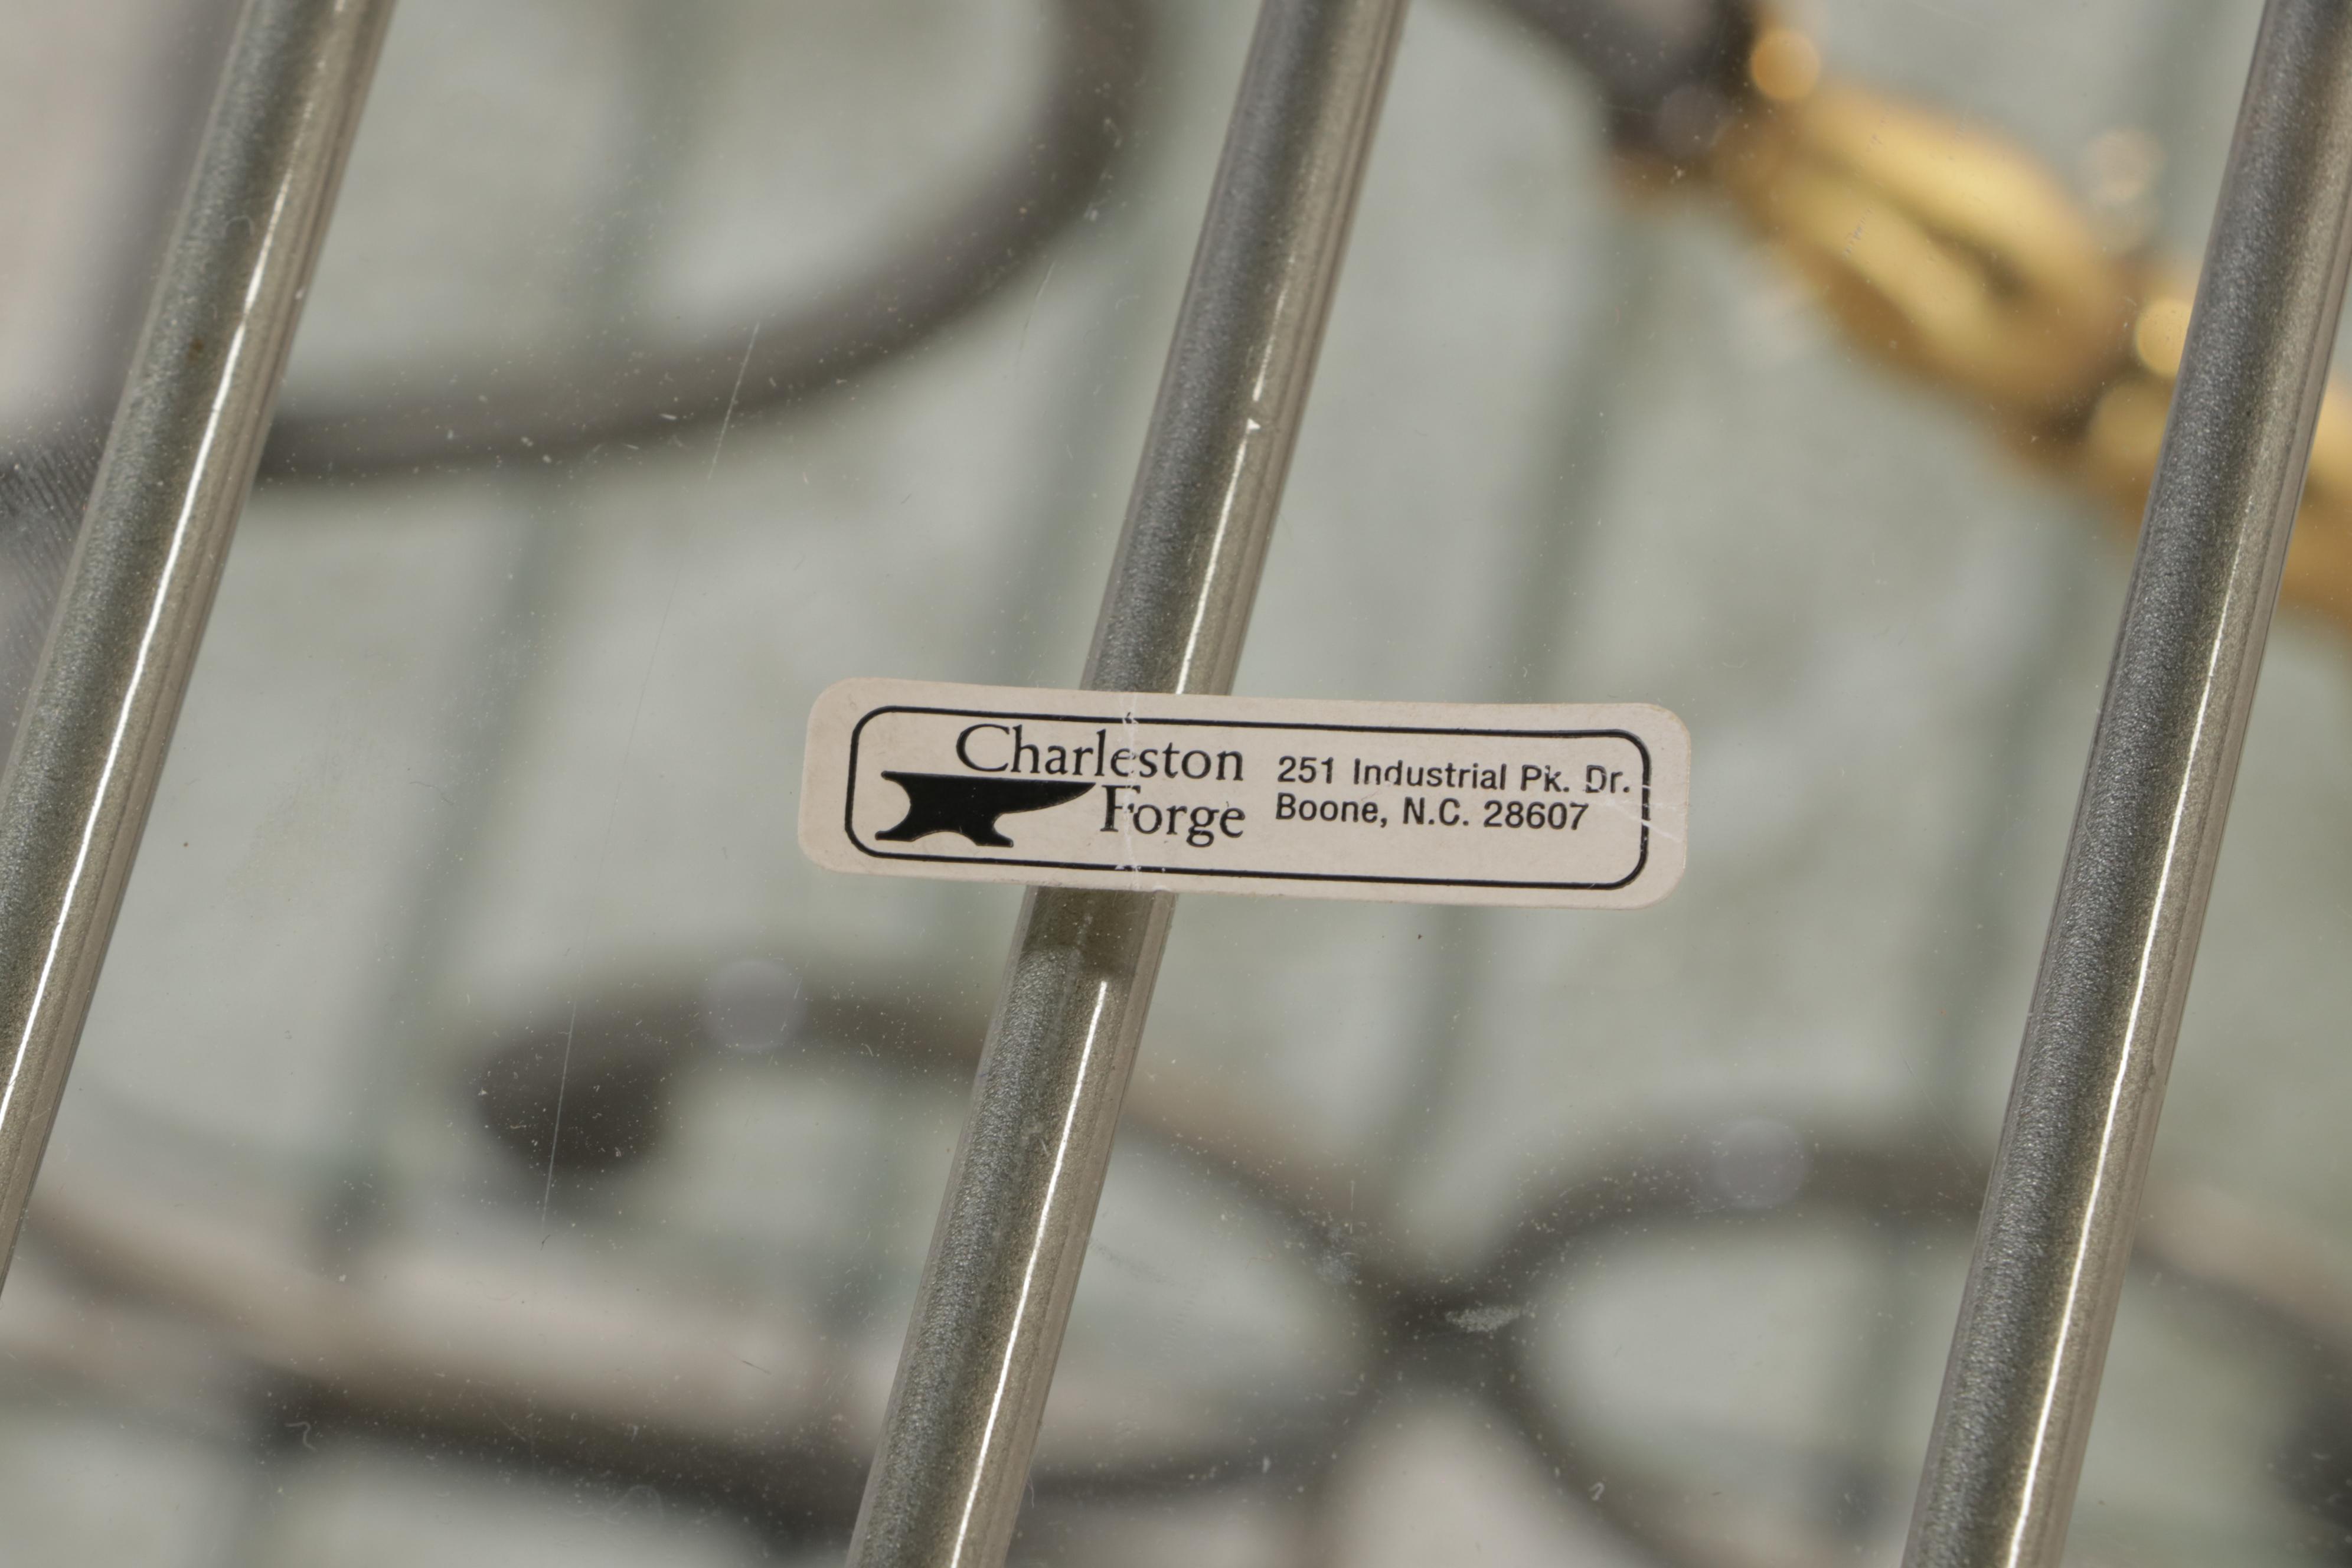 Charleston
Forge
251 Industrial Pk. Dr.
Boone, N.C. 28607